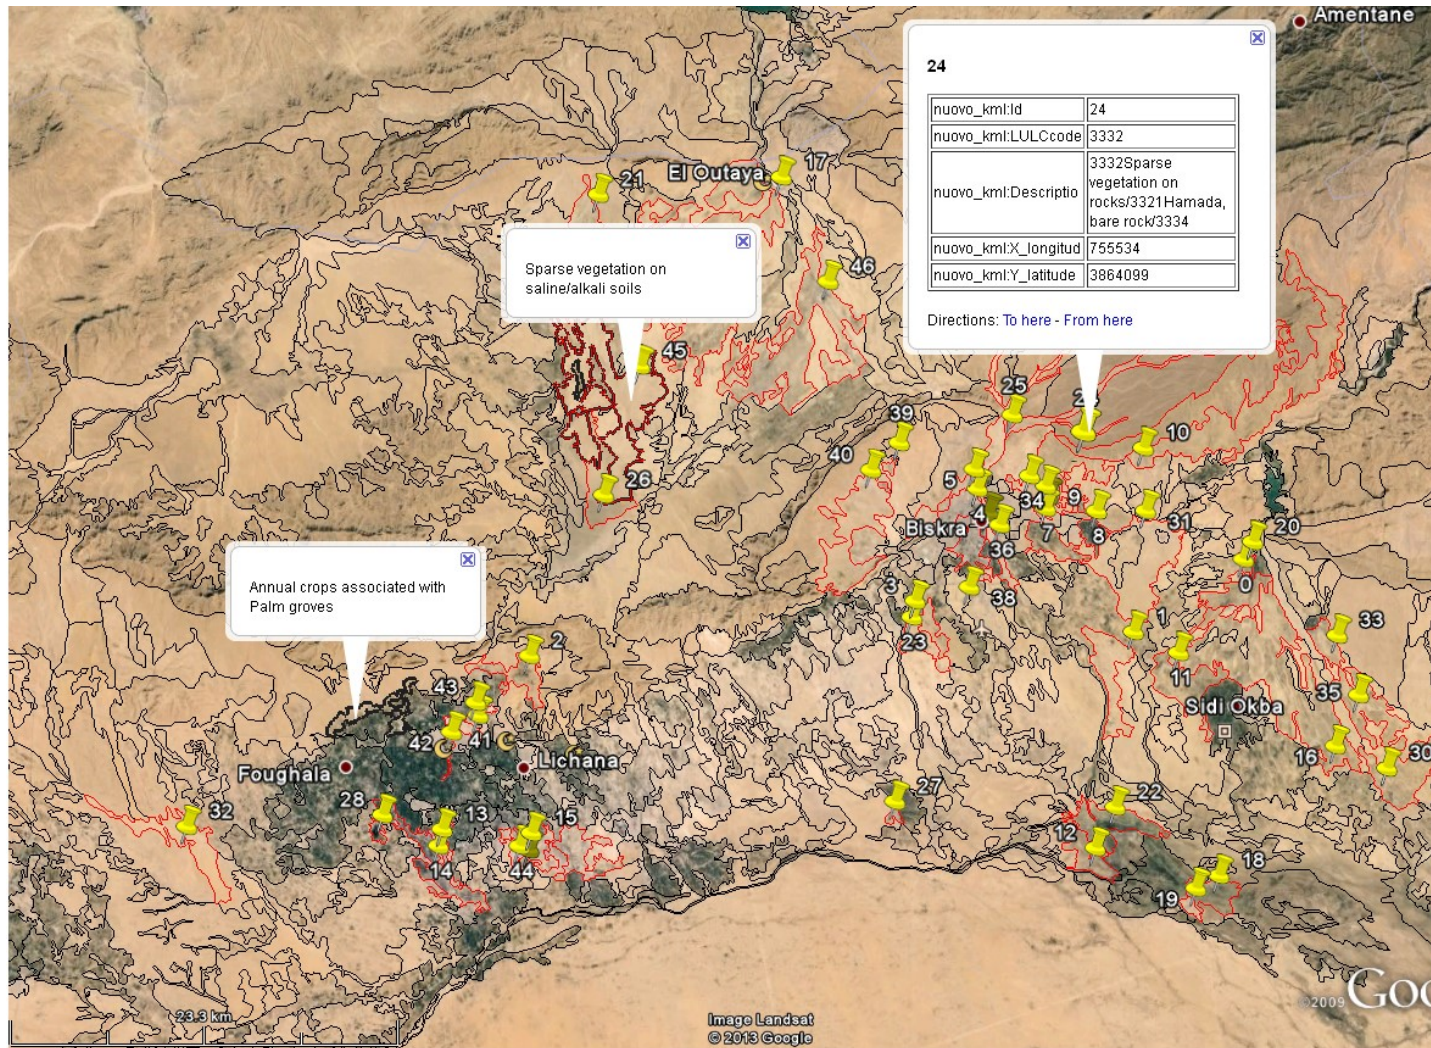 Amentane
24
nuovo_kml:Id 24
nuovo_kml:LULCcode 3332
nuovo_kml:Descriptio
3332Sparse
vegetation on
rocks/3321Hamada,
bare rock/3334
nuovo_kml:X_longitud 755534
nuovo_kml:Y_latitude 3864099
Directions: To here - From here
El Outaya
17
21
46
Sparse vegetation on
saline/alkali soils
45
25
39
10
40
5
26
4
34
9
31
Biskra
7
8
20
36
0
Annual crops associated with
Palm groves
3
38
1
33
23
2
11
43
35
Sidi Okba
42
41
Lichana
16
30
Foughala
28
27
22
32
13
15
12
14
44
18
19
23.3 km
Image Landsat
© 2013 Google
©2009
Goo